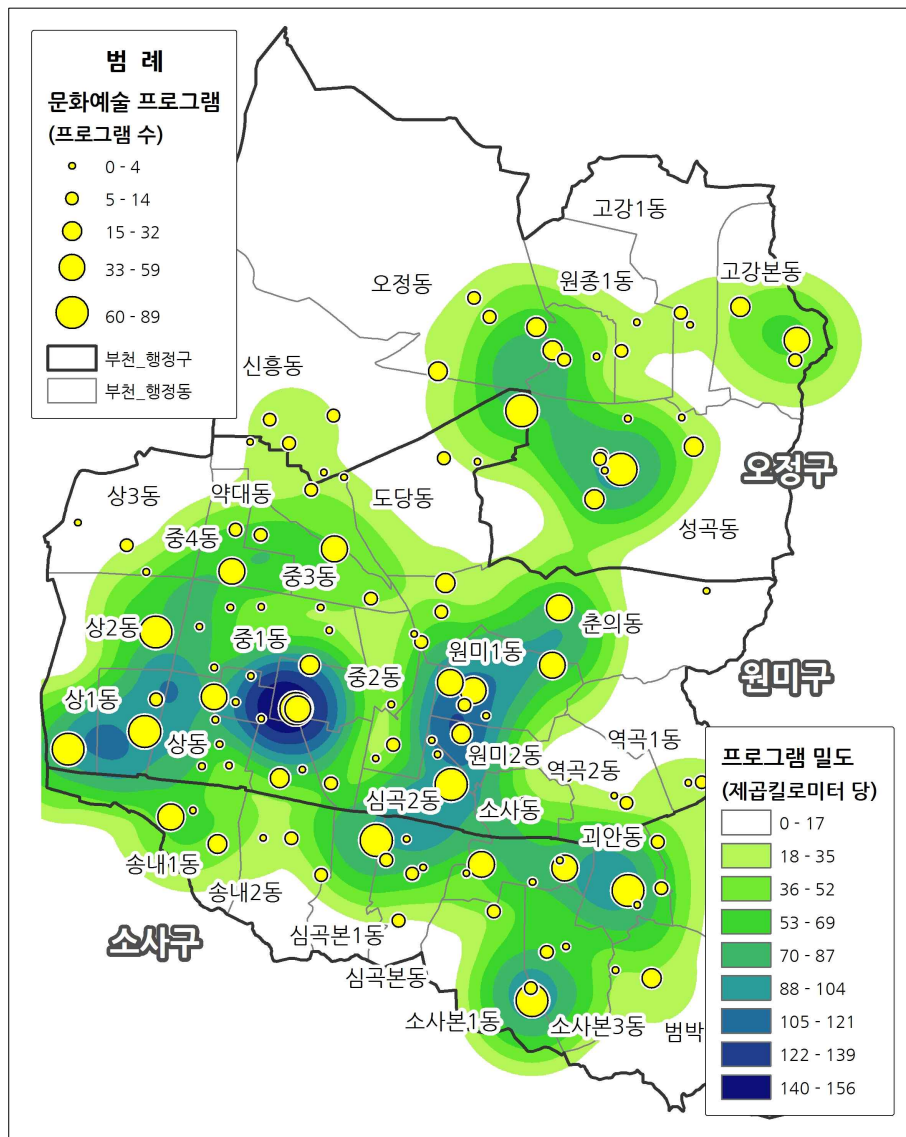 범 례
문화예술 프로그램
(프로그램 수)
0 - 4
5 - 14
15 - 32
33 - 59
60 - 89
부천_행정구
부천_행정동
고강1동
고강본동
오정동
원종1동
신흥동
오정구
상3동
약대동
도당동
성곡동
중4동
중3동
상2동
중1동
원미1동
춘의동
중2동
원미구
상1동
상동
원미2동
역곡1동
역곡2동
심곡2동
소사동
괴안동
송내1동
송내2동
소사구
심곡본1동
심곡본동
소사본1동
소사본3동
범박
프로그램 밀도
(제곱킬로미터 당)
0 - 17
18 - 35
36 - 52
53 - 69
70 - 87
88 - 104
105 - 121
122 - 139
140 - 156